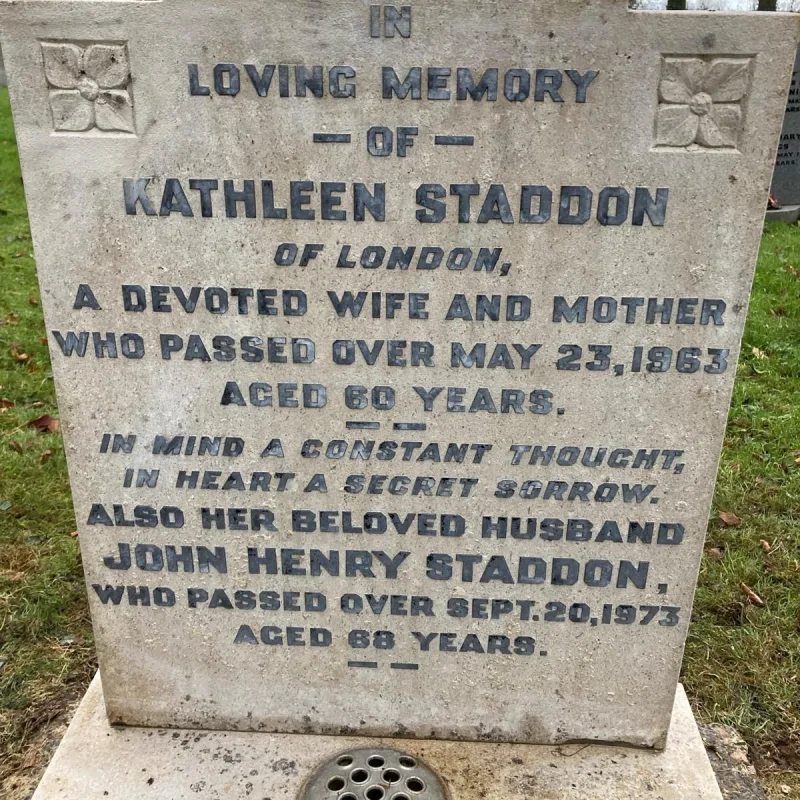 IN
LOVING MEMORY
— OF —
KATHLEEN STADDON
OF LONDON,
A DEVOTED WIFE AND MOTHER
WHO PASSED OVER MAY 23,1963
AGED 60 YEARS.
IN MIND A CONSTANT THOUGHT,
IN HEART A SECRET SORROW.
ALSO HER BELOVED HUSBAND
JOHN HENRY STADDON,
WHO PASSED OVER SEPT.20,1973
AGED 68 YEARS.